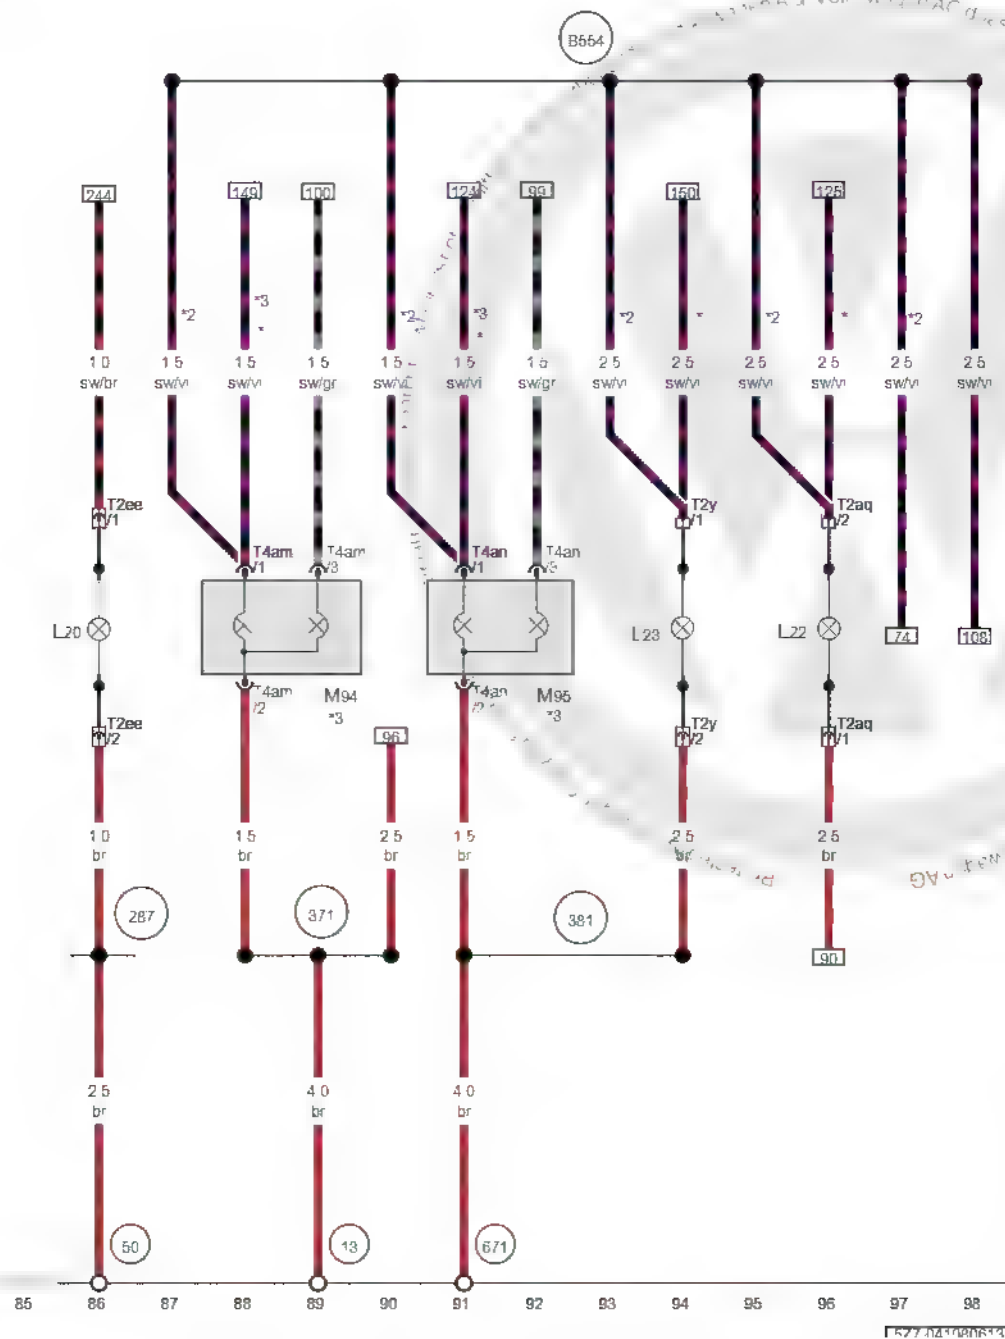 B554
244 149 100 124 99 150 125
*3 *3
*2 *2 *2 *2 *2
* * * *
1.0 1.5 1.5 1.5 1.5 1.5 1.5 2.5 2.5 2.5 2.5 2.5 2.5
sw/br sw/vi sw/vi sw/gr sw/vi sw/vi sw/gr sw/vi sw/vi sw/vi sw/vi sw/vi sw/vi
T2ee T2y T2aq
/1 /1 /2
T4am T4am T4an T4an
/1 /3 /1 /3
L20 L23 L22 74 108
T4am M94 T4an M95
/2 *3 /2 *3
T2ee T2y T2aq
/2 96 /2 /1
1.0 1.5 2.5 1.5 2.5 2.5
br br br br br br
287 371 381
90
2.5 4.0 4.0
br br br
50 13 671
85 86 87 88 89 90 91 92 93 94 95 96 97 98